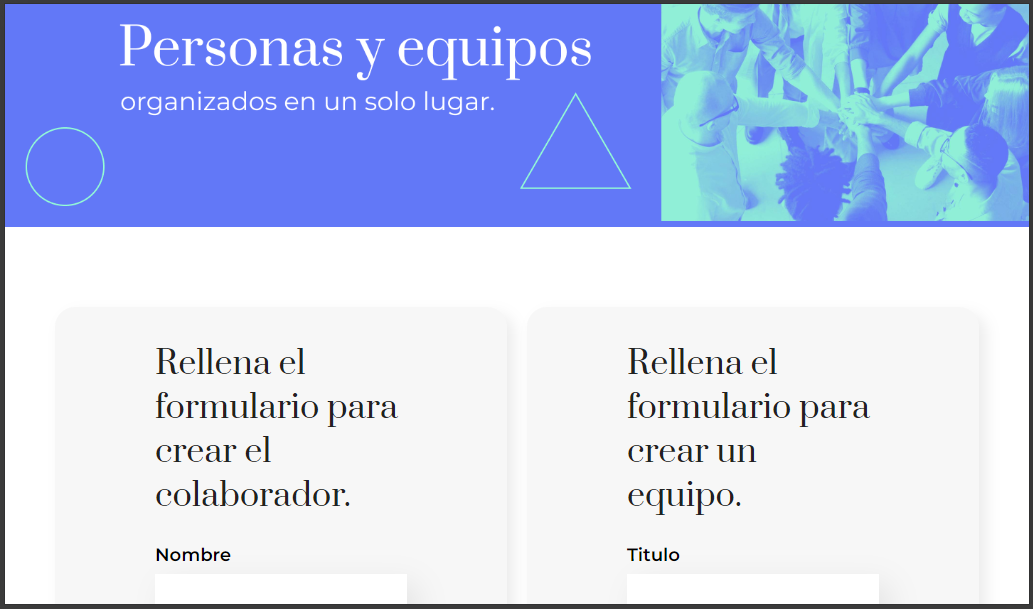 Personas y equipos
organizados en un solo lugar.
Rellena el
formulario para
crear el
colaborador.
Nombre
Rellena el
formulario para
crear un
equipo.
Titulo